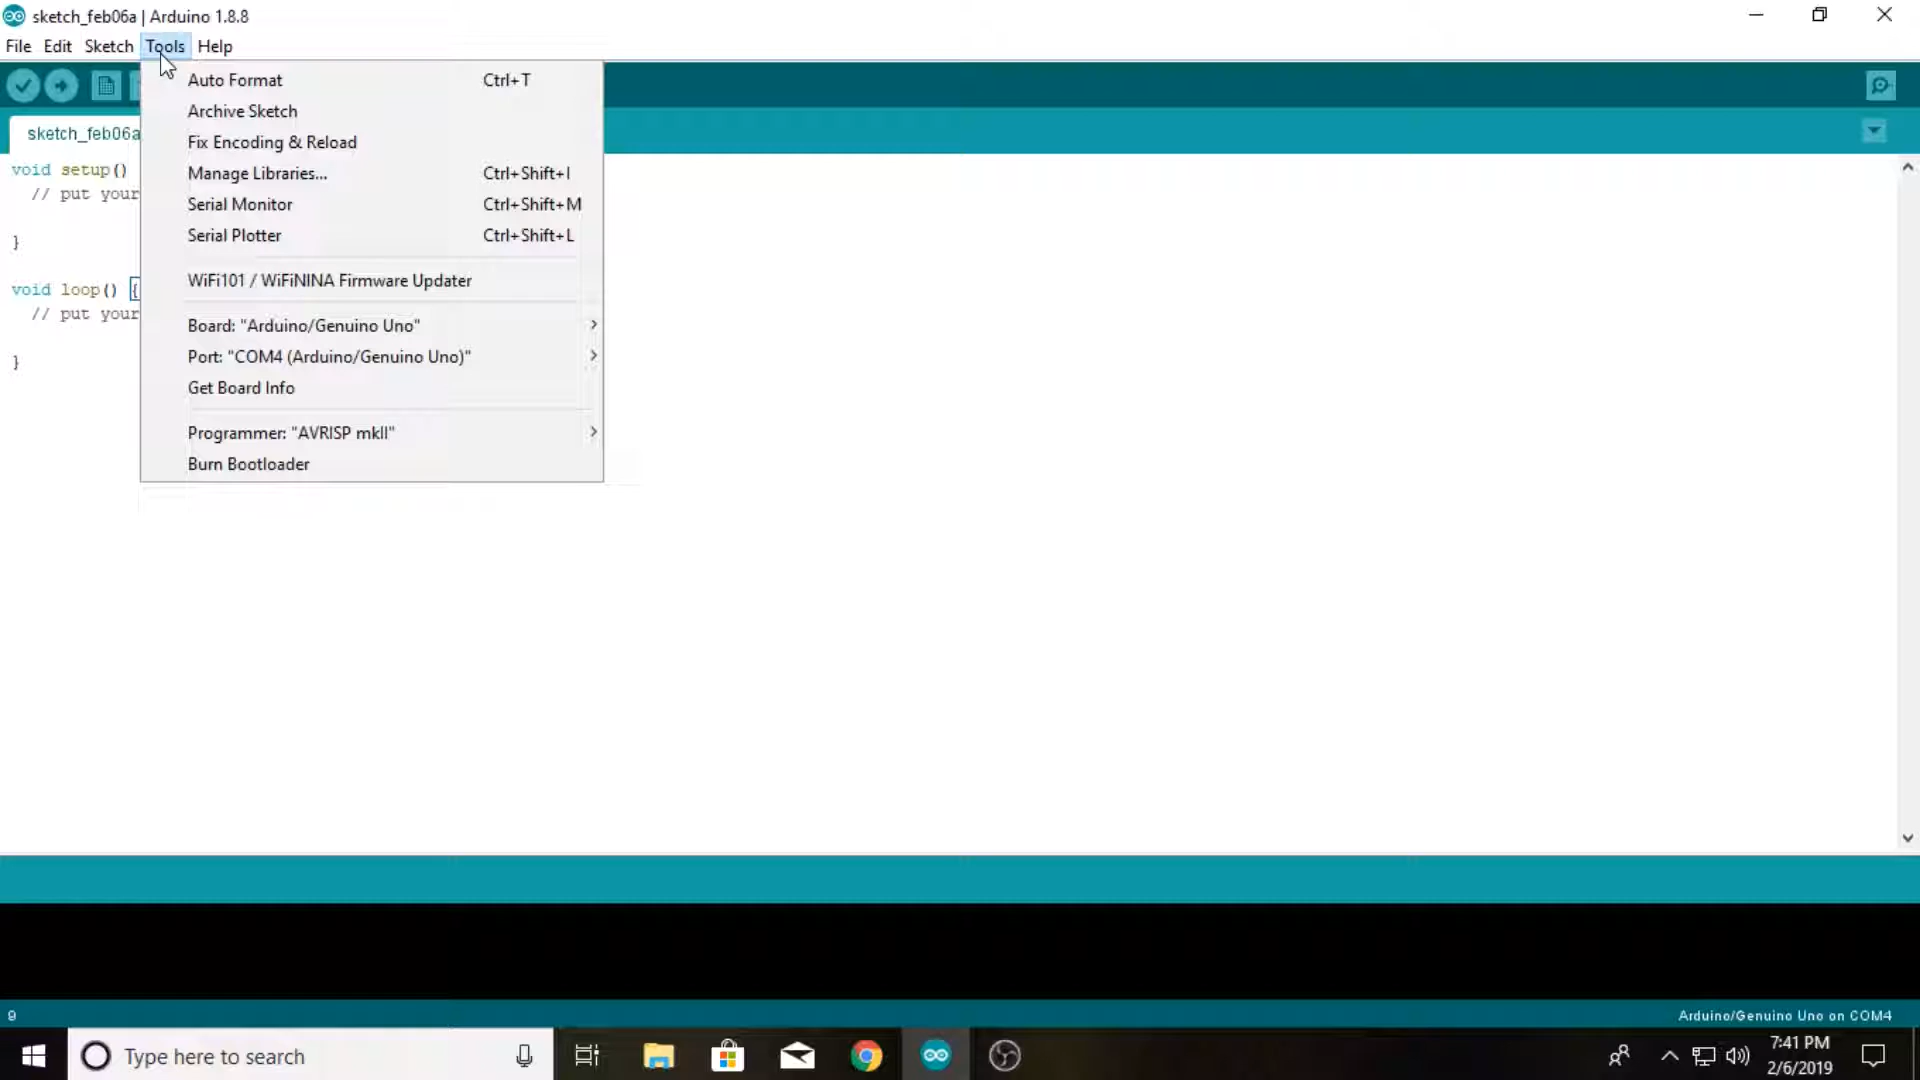 sketch_feb06a | Arduino 1.8.8
File Edit Sketch Tools Help
Auto Format Ctrl+T
Archive Sketch
Fix Encoding & Reload
Manage Libraries... Ctrl+Shift+I
Serial Monitor Ctrl+Shift+M
Serial Plotter Ctrl+Shift+L
WiFi101 / WiFiNINA Firmware Updater
Board: "Arduino/Genuino Uno"
Port: "COM4 (Arduino/Genuino Uno)"
Get Board Info
Programmer: "AVRISP mkII"
Burn Bootloader
sketch_feb06a
void setup()
// put your
}
void loop() {
// put your
}
9
Arduino/Genuino Uno on COM4
Type here to search
7:41 PM
2/6/2019